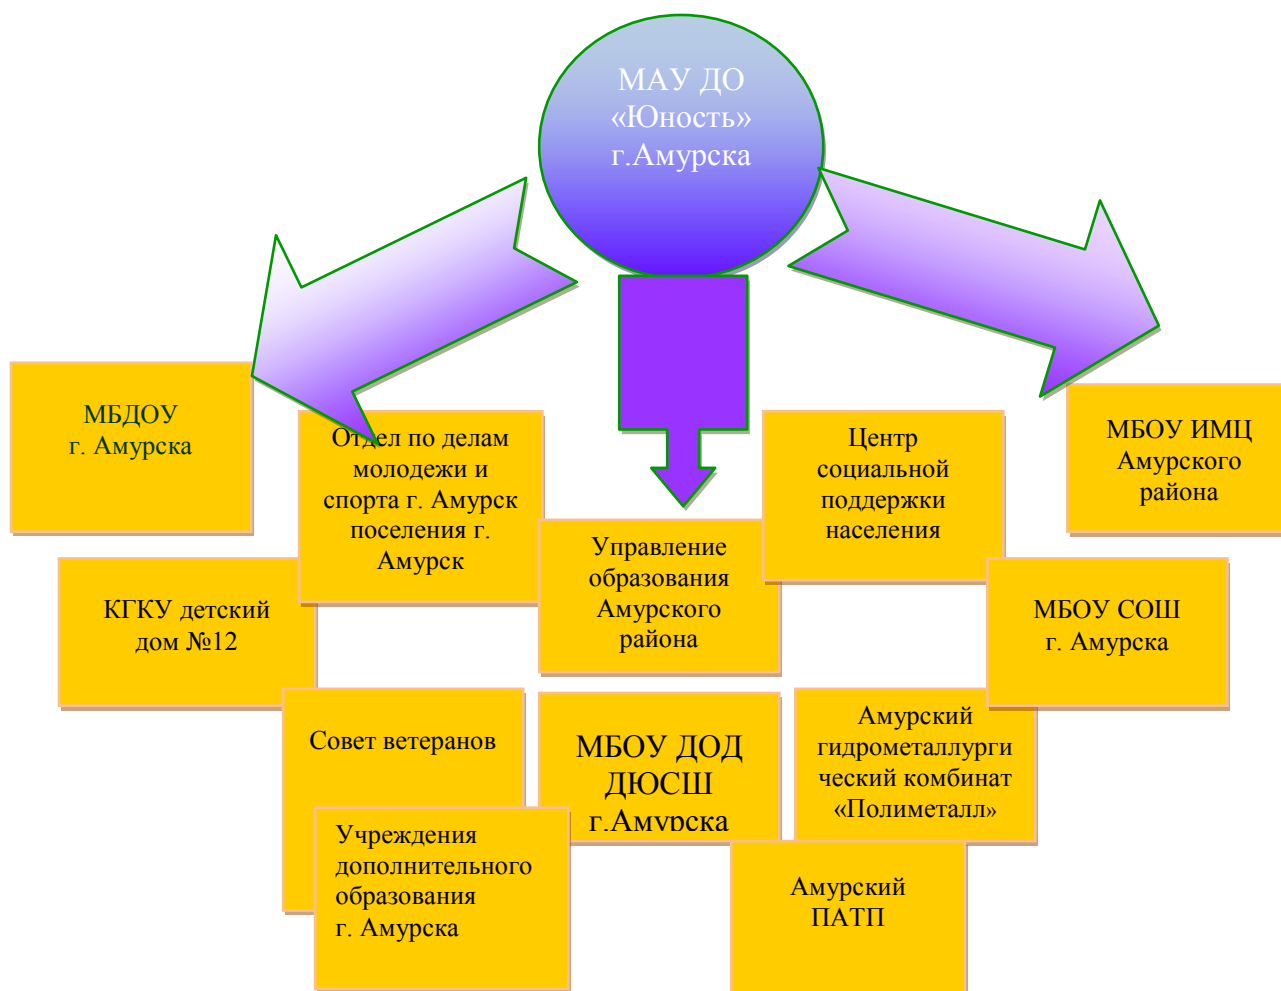 МАУ ДО
«Юность»
г.Амурска
МБДОУ
г. Амурска
Отдел по делам
молодежи и
спорта г. Амурск
поселения г.
Амурск
Центр
социальной
поддержки
населения
МБОУ ИМЦ
Амурского
района
Управление
образования
Амурского
района
КГКУ детский
дом №12
МБОУ СОШ
г. Амурска
Совет ветеранов
МБОУ ДОД
ДЮСШ
г.Амурска
Амурский
гидрометаллурги
ческий комбинат
«Полиметалл»
Учреждения
дополнительного
образования
г. Амурска
Амурский
ПАТП